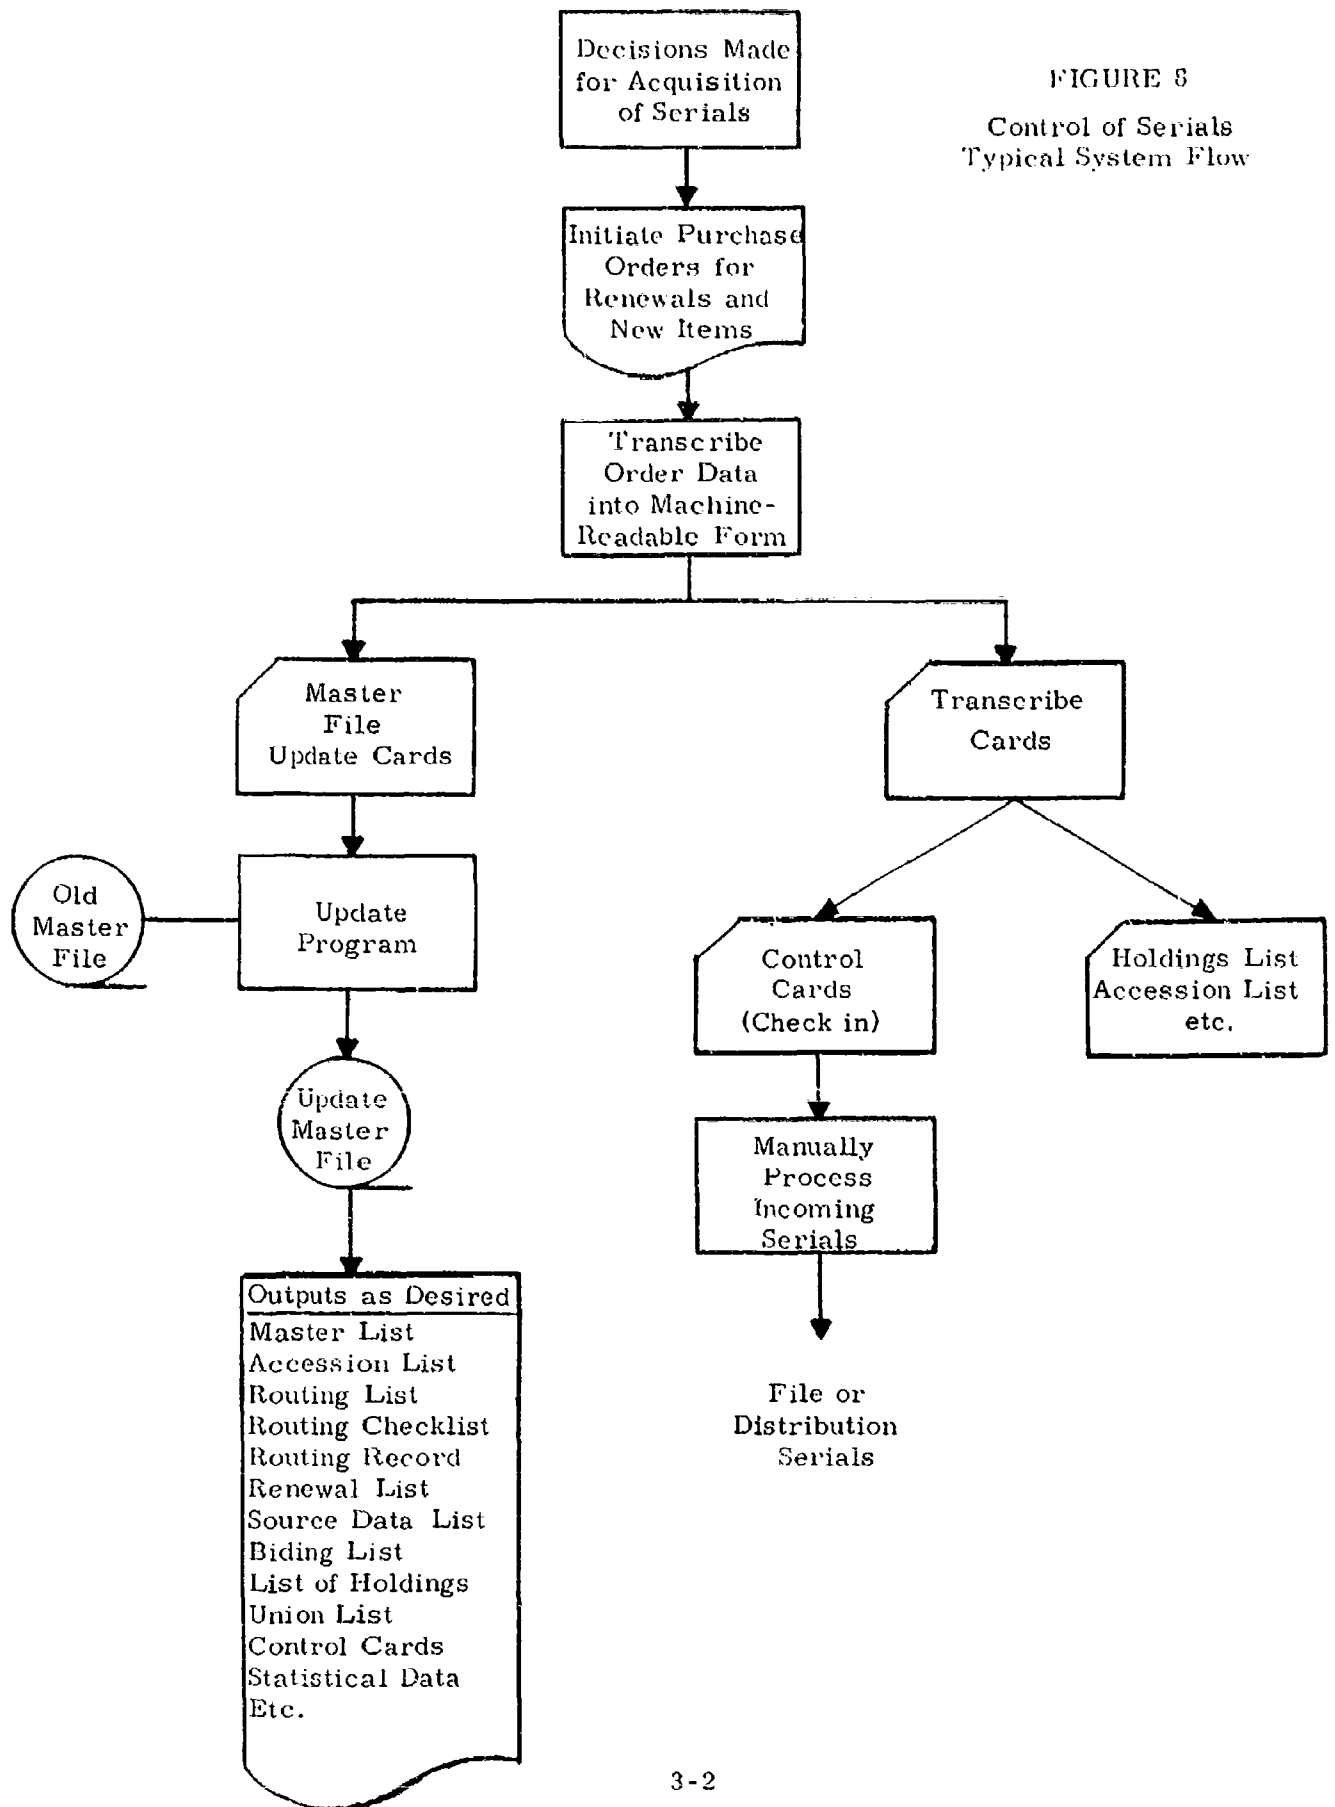 Decisions Made
for Acquisition
of Serials
FIGURE 8
Control of Serials
Typical System Flow
Initiate Purchase
Orders for
Renewals and
New Items
Transcribe
Order Data
into Machine-
Readable Form
Master
File
Update Cards
Transcribe
Cards
Old
Master
File
Update
Program
Control
Cards
(Check in)
Holdings List
Accession List
etc.
Update
Master
File
Manually
Process
Incoming
Serials
Outputs as Desired
Master List
Accession List
Routing List
Routing Checklist
Routing Record
Renewal List
Source Data List
Biding List
List of Holdings
Union List
Control Cards
Statistical Data
Etc.
File or
Distribution
Serials
3-2